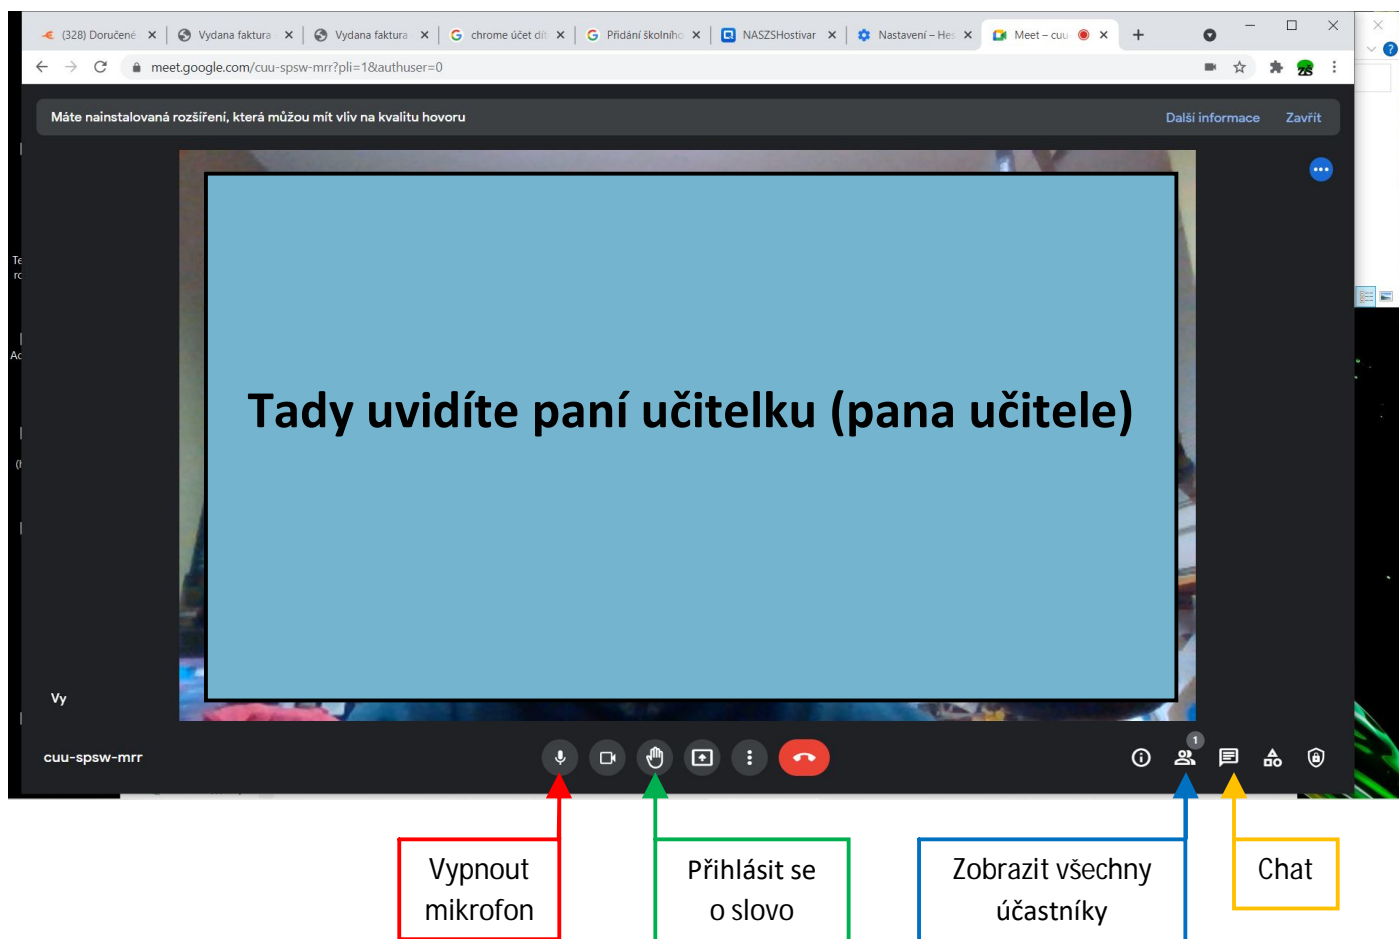 (328) Doručené
Vydana faktura
Vydana faktura
chrome účet dít
Přidání školního
NASZSHostivar
Nastavení – Hes
Meet – cuu-
meet.google.com/cuu-spsw-mrr?pli=1&authuser=0
Máte nainstalovaná rozšíření, která můžou mít vliv na kvalitu hovoru
Další informace
Zavřít
Tady uvidíte paní učitelku (pana učitele)
Vy
cuu-spsw-mrr
1
Vypnout
mikrofon
Přihlásit se
o slovo
Zobrazit všechny
účastníky
Chat